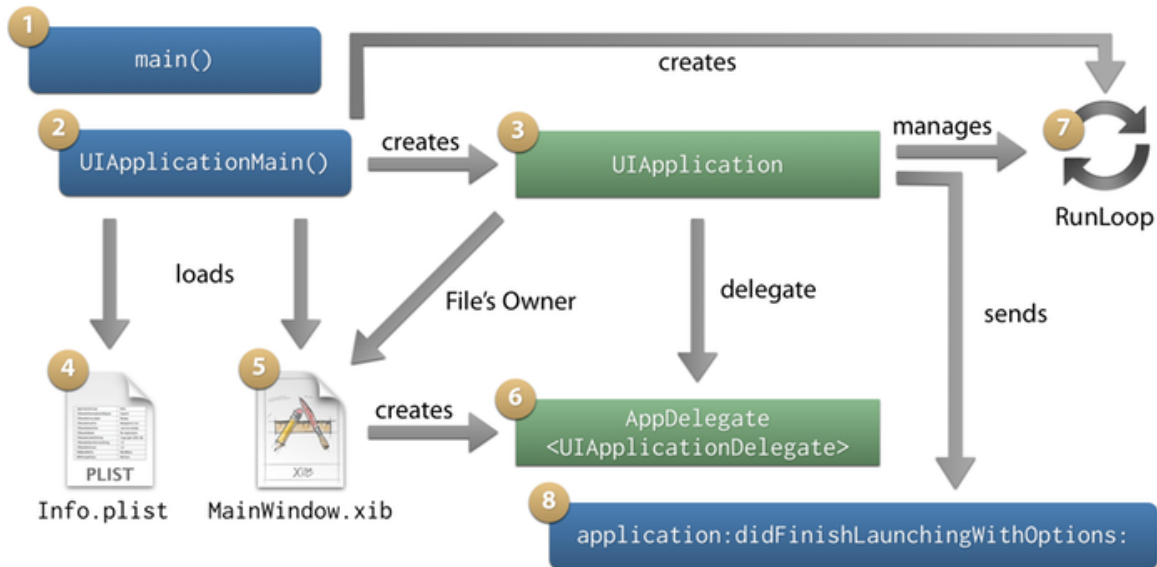 1
main()
creates
2
UIApplicationMain()
creates
3
UIApplication
manages
7
RunLoop
loads
File's Owner
delegate
sends
4
PLIST
Info.plist
5
XIB
MainWindow.xib
creates
6
AppDelegate
<UIApplicationDelegate>
8
application:didFinishLaunchingWithOptions: